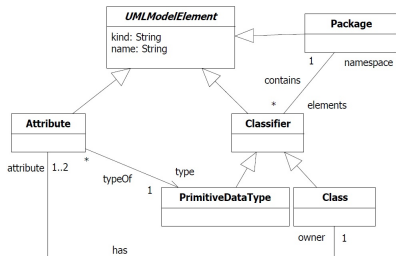 UMLModelElement
kind: String
name: String
Package
1
namespace
contains
*
elements
Attribute
Classifier
attribute
1..2
*
typeOf
type
1
PrimitiveDataType
Class
owner
1
has